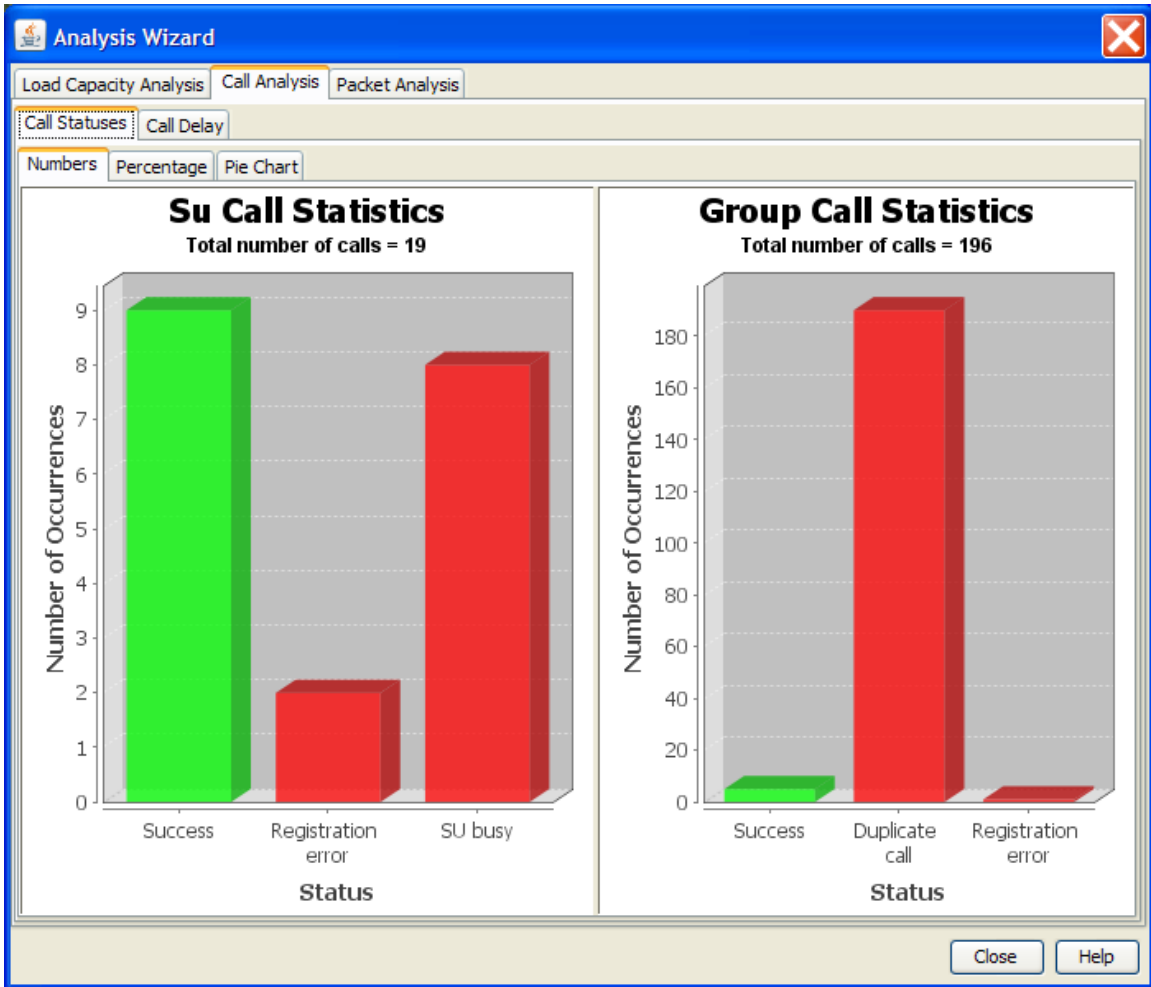 Analysis Wizard
Load Capacity Analysis
Call Analysis
Packet Analysis
Call Statuses
Call Delay
Numbers
Percentage
Pie Chart
Su Call Statistics
Total number of calls = 19
Number of Occurrences
9
8
7
6
5
4
3
2
1
0
Success
Registration
error
SU busy
Status
Group Call Statistics
Total number of calls = 196
Number of Occurrences
180
160
140
120
100
80
60
40
20
0
Success
Duplicate
call
Registration
error
Status
Close
Help